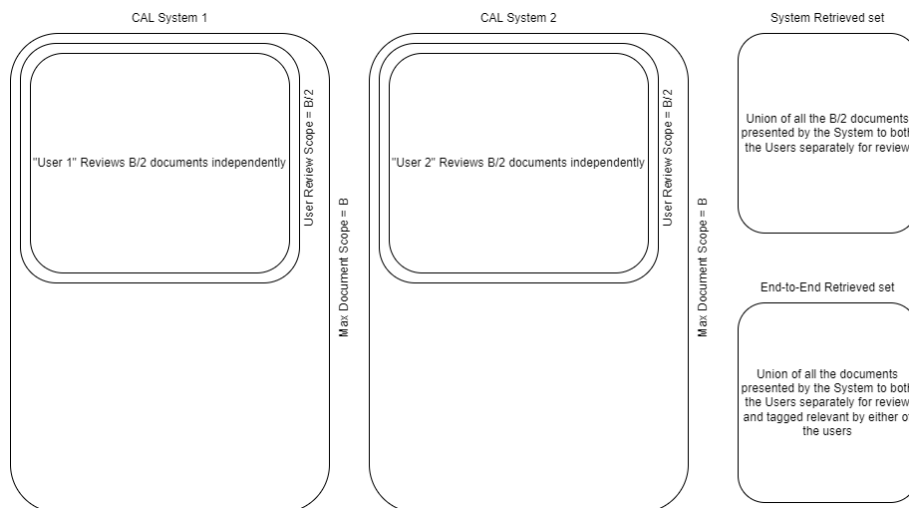 CAL System 1
"User 1" Reviews B/2 documents independently
User Review Scope = B/2
Max Document Scope = B
CAL System 2
"User 2" Reviews B/2 documents independently
User Review Scope = B/2
Max Document Scope = B
System Retrieved set
Union of all the B/2 documents
presented by the System to both
the Users separately for review
End-to-End Retrieved set
Union of all the documents
presented by the System to both
the Users separately for review
and tagged relevant by either of
the users